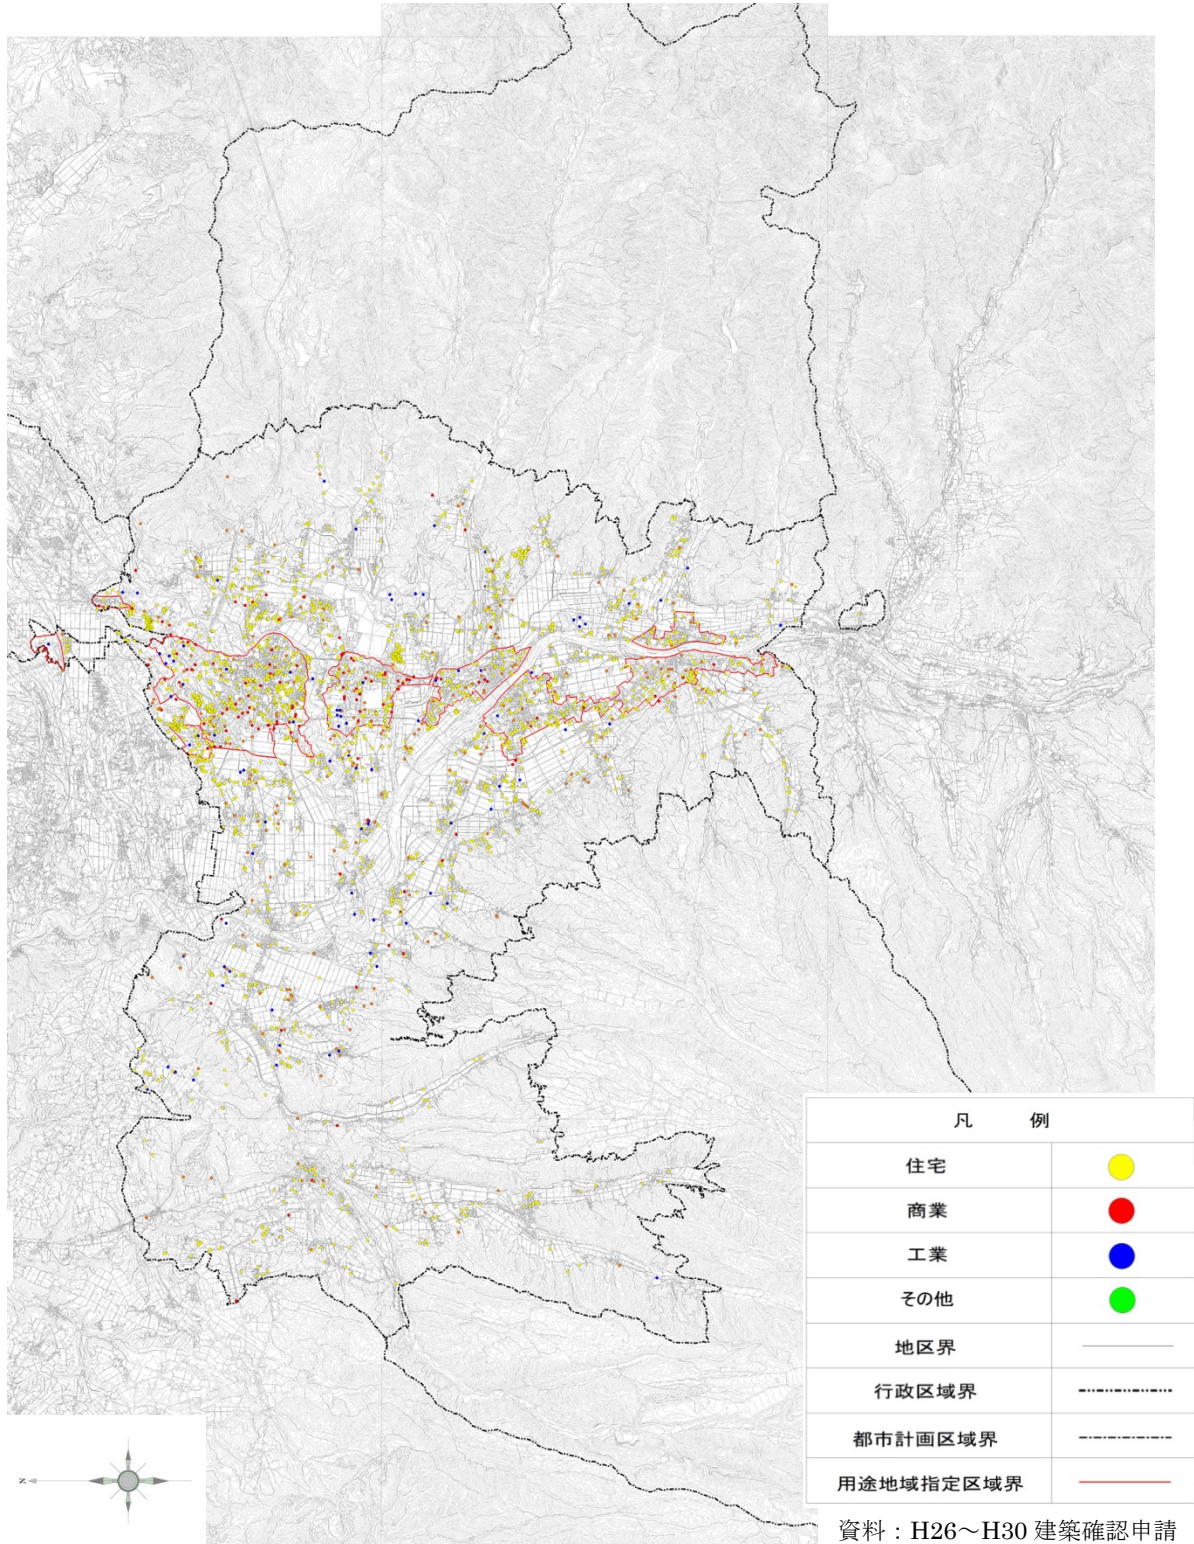 凡 例
住宅
商業
工業
その他
地区界
行政区域界
都市計画区域界
用途地域指定区域界
N
資料：H26～H30 建築確認申請